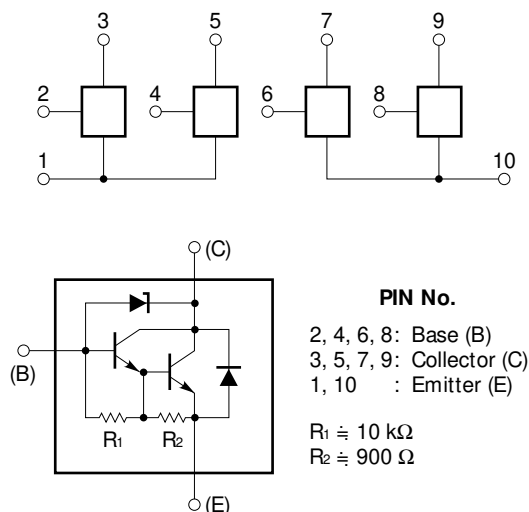 3 5 7 9
2 4 6 8
1 10
(C)
PIN No.
2, 4, 6, 8: Base (B)
(B)
3, 5, 7, 9: Collector (C)
1, 10 : Emitter (E)
R1 R2
R1 ≒ 10 kΩ
R2 ≒ 900 Ω
(E)